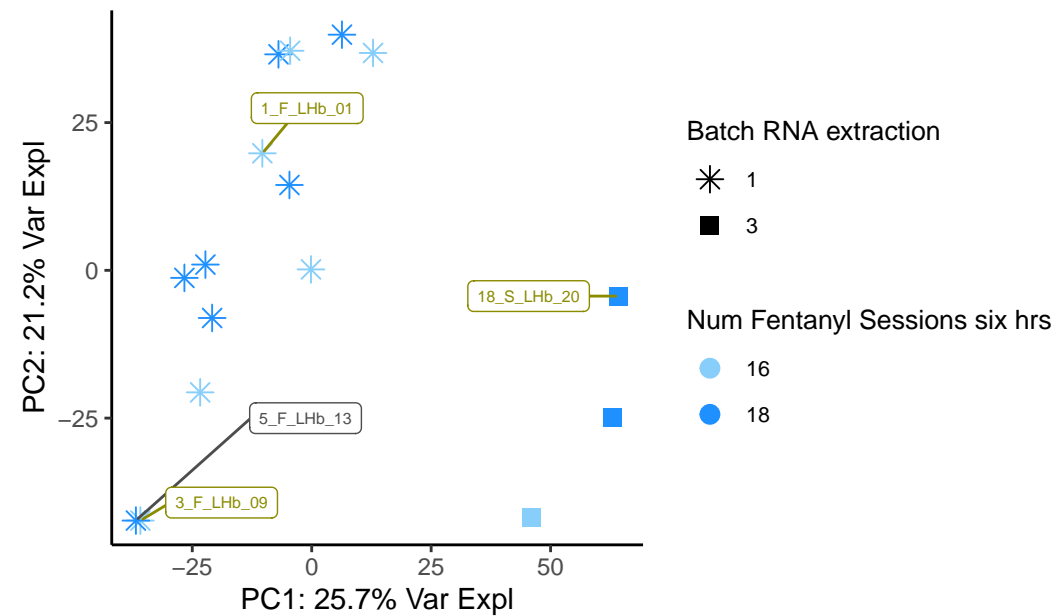 25
0
−25
PC2: 21.2% Var Expl
1_F_LHb_01
18_S_LHb_20
5_F_LHb_13
3_F_LHb_09
−25 0 25 50
PC1: 25.7% Var Expl
Batch RNA extraction
1
3
Num Fentanyl Sessions six hrs
16
18